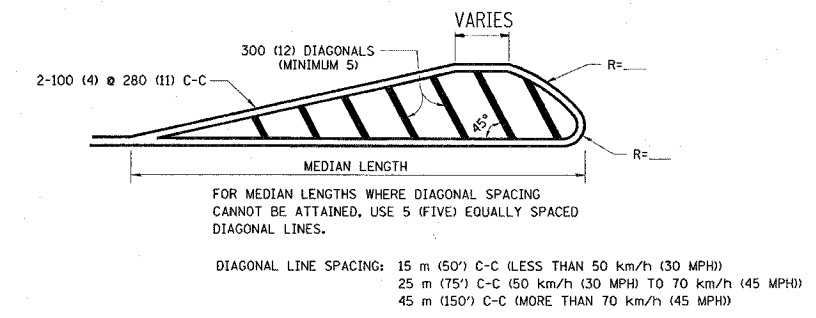 VARIES
300 (12) DIAGONALS
(MINIMUM 5)
R=___
2-100 (4) @ 280 (11) C-C
45°
R=___
MEDIAN LENGTH
FOR MEDIAN LENGTHS WHERE DIAGONAL SPACING
CANNOT BE ATTAINED, USE 5 (FIVE) EQUALLY SPACED
DIAGONAL LINES.
DIAGONAL LINE SPACING: 15 m (50') C-C (LESS THAN 50 km/h (30 MPH))
25 m (75') C-C (50 km/h (30 MPH) TO 70 km/h (45 MPH))
45 m (150') C-C (MORE THAN 70 km/h (45 MPH))